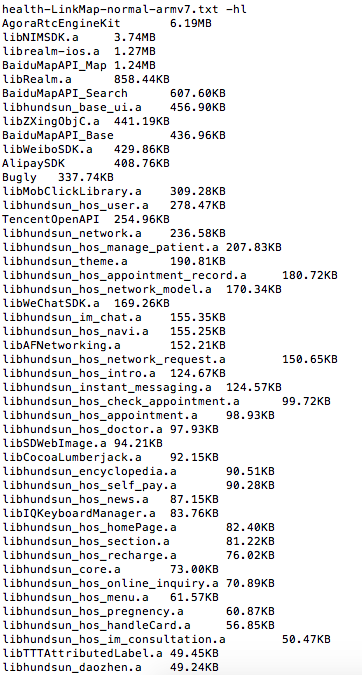 health-LinkMap-normal-armv7.txt -hl
AgoraRtcEngineKit 6.19MB
libNIMSDK.a 3.74MB
librealm-ios.a 1.27MB
BaiduMapAPI_Map 1.24MB
libRealm.a 858.44KB
BaiduMapAPI_Search 607.60KB
libhundsun_base_ui.a 456.90KB
libZXingObjC.a 441.19KB
BaiduMapAPI_Base 436.96KB
libWeiboSDK.a 429.86KB
AlipaySDK 408.76KB
Bugly 337.74KB
libMobClickLibrary.a 309.28KB
libhundsun_hos_user.a 278.47KB
TencentOpenAPI 254.96KB
libhundsun_network.a 236.58KB
libhundsun_hos_manage_patient.a 207.83KB
libhundsun_theme.a 190.81KB
libhundsun_hos_appointment_record.a 180.72KB
libhundsun_hos_network_model.a 170.34KB
libWeChatSDK.a 169.26KB
libhundsun_im_chat.a 155.35KB
libhundsun_hos_navi.a 155.25KB
libAFNetworking.a 152.21KB
libhundsun_hos_network_request.a 150.65KB
libhundsun_hos_intro.a 124.67KB
libhundsun_instant_messaging.a 124.57KB
libhundsun_hos_check_appointment.a 99.72KB
libhundsun_hos_appointment.a 98.93KB
libhundsun_hos_doctor.a 97.93KB
libSDWebImage.a 94.21KB
libCocoaLumberjack.a 92.15KB
libhundsun_encyclopedia.a 90.51KB
libhundsun_hos_self_pay.a 90.28KB
libhundsun_hos_news.a 87.15KB
libIQKeyboardManager.a 83.76KB
libhundsun_hos_homePage.a 82.40KB
libhundsun_hos_section.a 81.22KB
libhundsun_hos_recharge.a 76.02KB
libhundsun_core.a 73.00KB
libhundsun_hos_online_inquiry.a 70.89KB
libhundsun_hos_menu.a 61.57KB
libhundsun_hos_pregnency.a 60.87KB
libhundsun_hos_handleCard.a 56.85KB
libhundsun_hos_im_consultation.a 50.47KB
libTTTAttributedLabel.a 49.45KB
libhundsun_daozhen.a 49.24KB